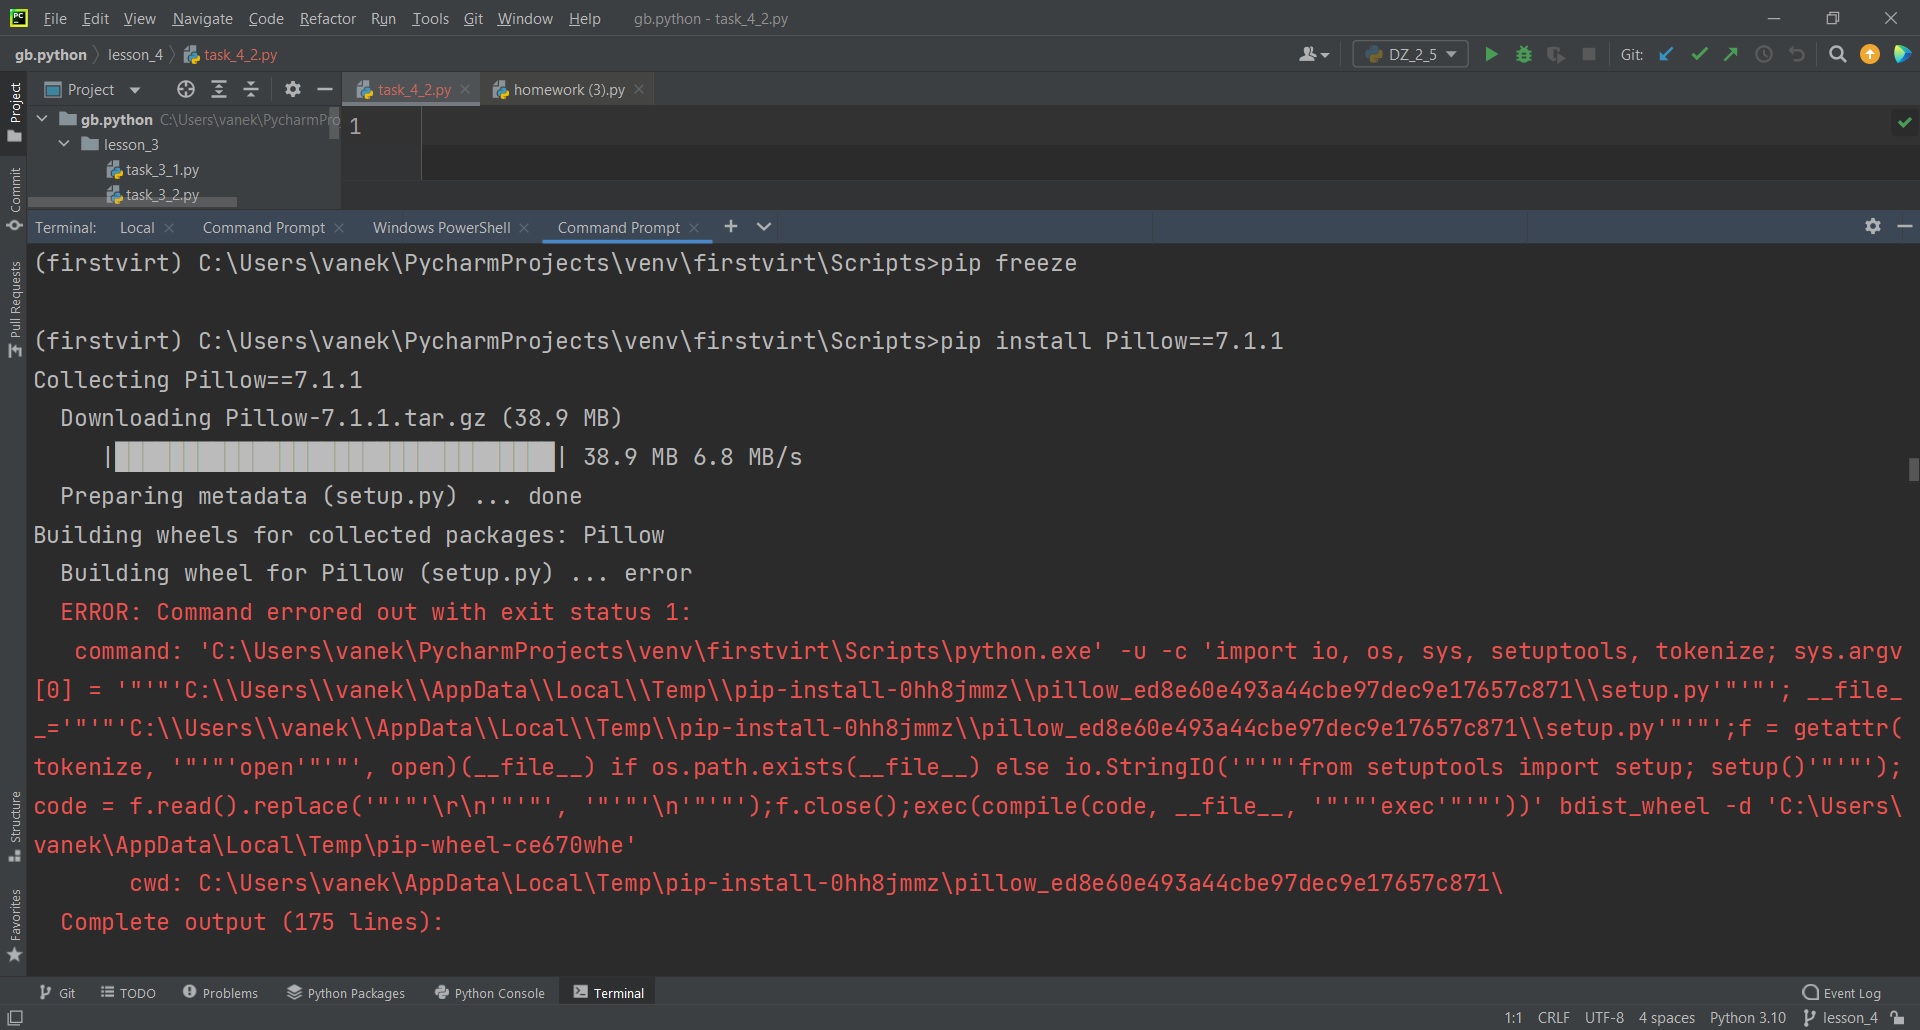 PC
File Edit View Navigate Code Refactor Run Tools Git Window Help gb.python - task_4_2.py
gb.python lesson_4 task_4_2.py DZ_2_5 Git:
Project task_4_2.py homework (3).py
gb.python C:\Users\vanek\PycharmPro 1
lesson_3
task_3_1.py
task_3_2.py
Project
Commit
Pull Requests
Structure
Favorites
Terminal: Local Command Prompt Windows PowerShell Command Prompt
(firstvirt) C:\Users\vanek\PycharmProjects\venv\firstvirt\Scripts>pip freeze
(firstvirt) C:\Users\vanek\PycharmProjects\venv\firstvirt\Scripts>pip install Pillow==7.1.1
Collecting Pillow==7.1.1
Downloading Pillow-7.1.1.tar.gz (38.9 MB)
| | 38.9 MB 6.8 MB/s
Preparing metadata (setup.py) ... done
Building wheels for collected packages: Pillow
Building wheel for Pillow (setup.py) ... error
ERROR: Command errored out with exit status 1:
command: 'C:\Users\vanek\PycharmProjects\venv\firstvirt\Scripts\python.exe' -u -c 'import io, os, sys, setuptools, tokenize; sys.argv
[0] = '"'"'C:\\Users\\vanek\\AppData\\Local\\Temp\\pip-install-0hh8jmmz\\pillow_ed8e60e493a44cbe97dec9e17657c871\\setup.py'"'"'; __file_
_='"'"'C:\\Users\\vanek\\AppData\\Local\\Temp\\pip-install-0hh8jmmz\\pillow_ed8e60e493a44cbe97dec9e17657c871\\setup.py'"'"';f = getattr(
tokenize, '"'"'open'"'"', open)(__file__) if os.path.exists(__file__) else io.StringIO('"'"'from setuptools import setup; setup()'"'"');
code = f.read().replace('"'"'\r\n'"'"', '"'"'\n'"'"');f.close();exec(compile(code, __file__, '"'"'exec'"'"'))' bdist_wheel -d 'C:\Users\
vanek\AppData\Local\Temp\pip-wheel-ce670whe'
cwd: C:\Users\vanek\AppData\Local\Temp\pip-install-0hh8jmmz\pillow_ed8e60e493a44cbe97dec9e17657c871\
Complete output (175 lines):
Git TODO Problems Python Packages Python Console Terminal Event Log
1:1 CRLF UTF-8 4 spaces Python 3.10 lesson_4